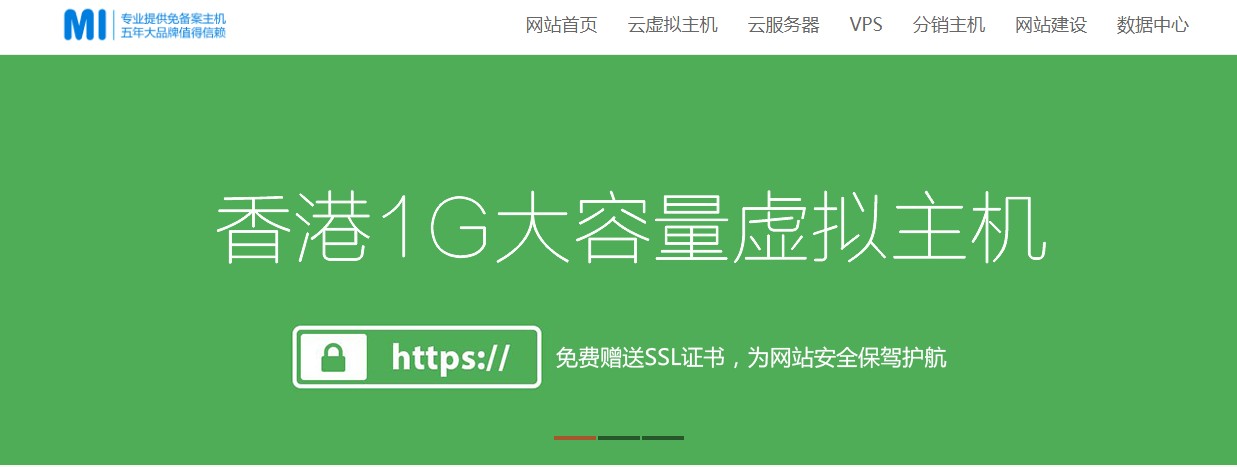 MI
专业提供免备案主机
五年大品牌值得信赖
网站首页 云虚拟主机 云服务器 VPS 分销主机 网站建设 数据中心
香港1G大容量虚拟主机
https:// 免费赠送SSL证书，为网站安全保驾护航